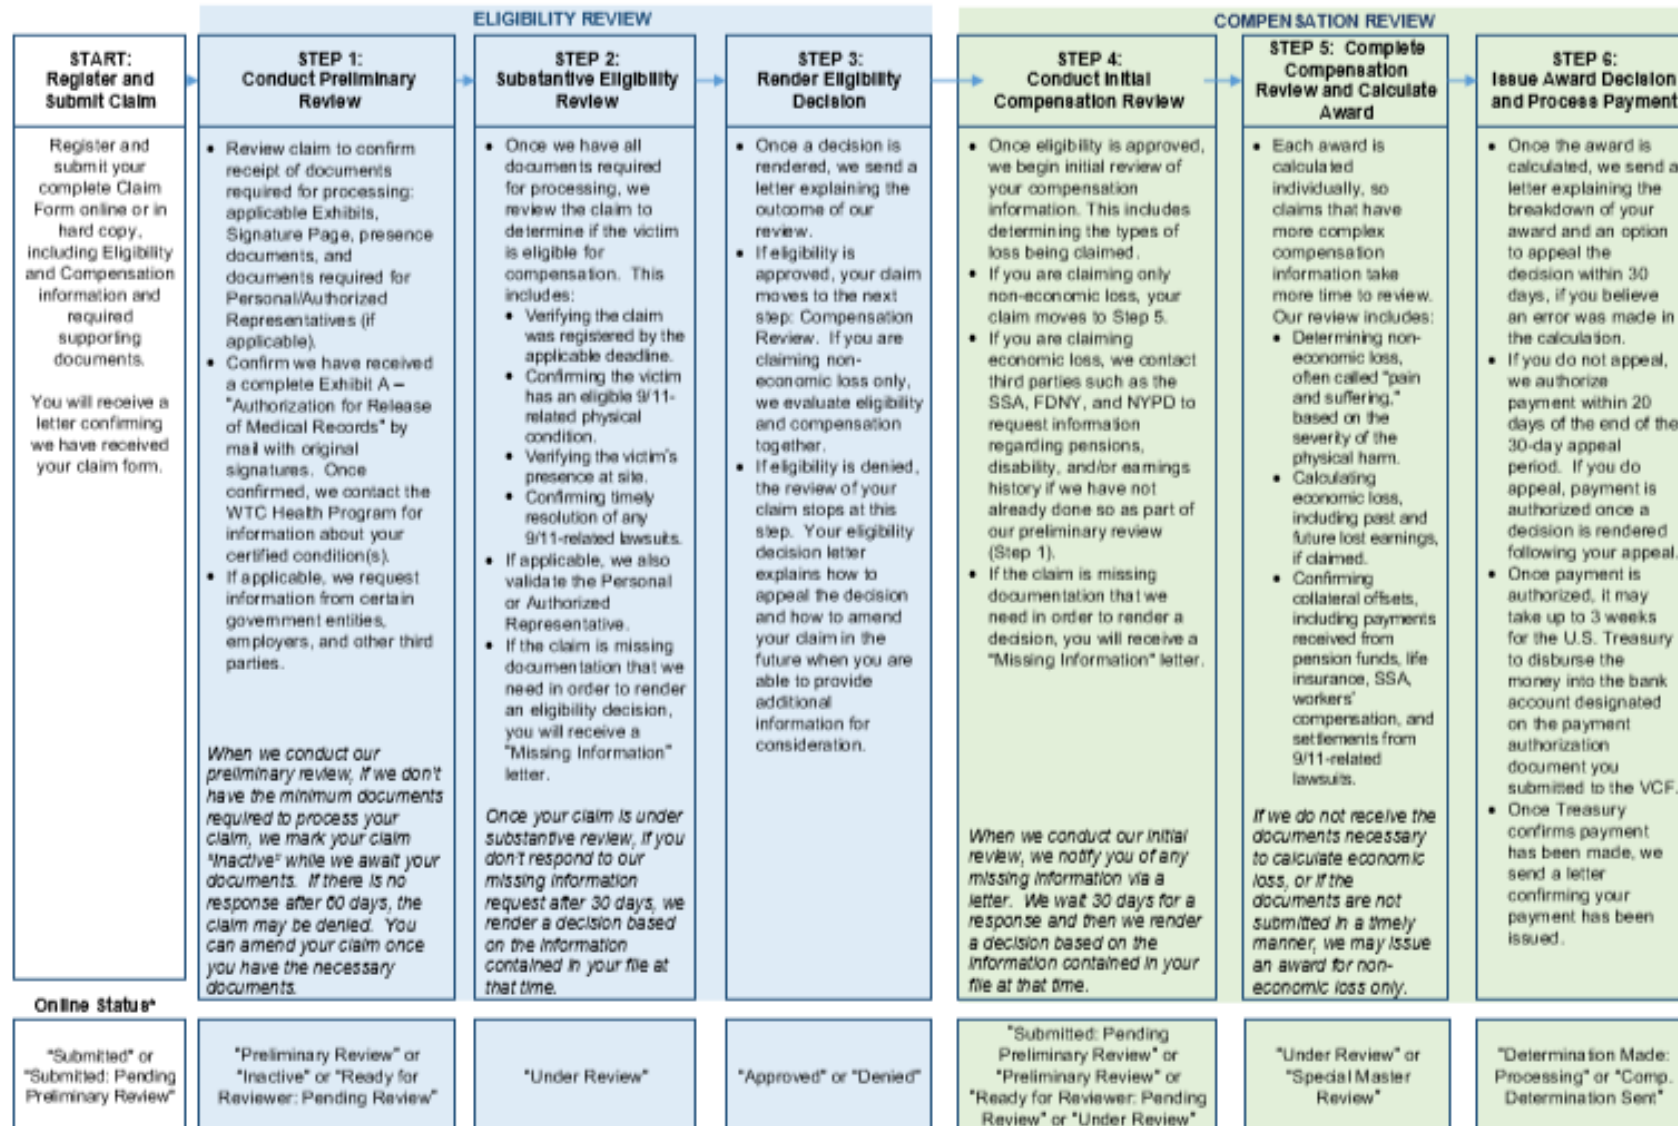 ELIGIBILITY REVIEW
COMPENSATION REVIEW
START:
Register and
Submit Claim
Register and
submit your
complete Claim
Form online or in
hard copy,
including Eligibility
and Compensation
information and
required
supporting
documents.
You will receive a
letter confirming
we have received
your claim form.
STEP 1:
Conduct Preliminary
Review
• Review claim to confirm
receipt of documents
required for processing:
applicable Exhibits,
Signature Page, presence
documents, and
documents required for
Personal/Authorized
Representatives (if
applicable).
• Confirm we have received
a complete Exhibit A –
"Authorization for Release
of Medical Records" by
mail with original
signatures. Once
confirmed, we contact the
WTC Health Program for
information about your
certified condition(s).
• If applicable, we request
information from certain
government entities,
employers, and other third
parties.
When we conduct our
preliminary review, if we don't
have the minimum documents
required to process your
claim, we mark your claim
"Inactive" while we await your
documents. If there is no
response after 60 days, the
claim may be denied. You
can amend your claim once
you have the necessary
documents.
STEP 2:
Substantive Eligibility
Review
• Once we have all
documents required
for processing, we
review the claim to
determine if the victim
is eligible for
compensation. This
includes:
• Verifying the claim
was registered by the
applicable deadline.
• Confirming the victim
has an eligible 9/11-
related physical
condition.
• Verifying the victim's
presence at site.
• Confirming timely
resolution of any
9/11-related lawsuits.
• If applicable, we also
validate the Personal
or Authorized
Representative.
• If the claim is missing
documentation that we
need in order to render
an eligibility decision,
you will receive a
"Missing Information"
letter.
Once your claim is under
substantive review, if you
don't respond to our
missing information
request after 30 days, we
render a decision based
on the information
contained in your file at
that time.
STEP 3:
Render Eligibility
Decision
• Once a decision is
rendered, we send a
letter explaining the
outcome of our
review.
• If eligibility is
approved, your claim
moves to the next
step: Compensation
Review. If you are
claiming non-
economic loss only,
we evaluate eligibility
and compensation
together.
• If eligibility is denied,
the review of your
claim stops at this
step. Your eligibility
decision letter
explains how to
appeal the decision
and how to amend
your claim in the
future when you are
able to provide
additional
information for
consideration.
STEP 4:
Conduct Initial
Compensation Review
• Once eligibility is approved,
we begin initial review of
your compensation
information. This includes
determining the types of
loss being claimed.
• If you are claiming only
non-economic loss, your
claim moves to Step 5.
• If you are claiming
economic loss, we contact
third parties such as the
SSA, FDNY, and NYPD to
request information
regarding pensions,
disability, and/or earnings
history if we have not
already done so as part of
our preliminary review
(Step 1).
• If the claim is missing
documentation that we
need in order to render a
decision, you will receive a
"Missing Information" letter.
When we conduct our initial
review, we notify you of any
missing information via a
letter. We wait 30 days for a
response and then we render
a decision based on the
information contained in your
file at that time.
STEP 5: Complete
Compensation
Review and Calculate
Award
• Each award is
calculated
individually, so
claims that have
more complex
compensation
information take
more time to review.
Our review includes:
• Determining non-
economic loss,
often called "pain
and suffering,"
based on the
severity of the
physical harm.
• Calculating
economic loss,
including past and
future lost earnings,
if claimed.
• Confirming
collateral offsets,
including payments
received from
pension funds, life
insurance, SSA,
workers'
compensation, and
settlements from
9/11-related
lawsuits.
If we do not receive the
documents necessary
to calculate economic
loss, or if the
documents are not
submitted in a timely
manner, we may issue
an award for non-
economic loss only.
STEP 6:
Issue Award Decision
and Process Payment
• Once the award is
calculated, we send a
letter explaining the
breakdown of your
award and an option
to appeal the
decision within 30
days, if you believe
an error was made in
the calculation.
• If you do not appeal,
we authorize
payment within 20
days of the end of the
30-day appeal
period. If you do
appeal, payment is
authorized once a
decision is rendered
following your appeal.
• Once payment is
authorized, it may
take up to 3 weeks
for the U.S. Treasury
to disburse the
money into the bank
account designated
on the payment
authorization
document you
submitted to the VCF.
• Once Treasury
confirms payment
has been made, we
send a letter
confirming your
payment has been
issued.
Online Status*
"Submitted" or
"Submitted: Pending
Preliminary Review"
"Preliminary Review" or
"Inactive" or "Ready for
Reviewer: Pending Review"
"Under Review"
"Approved" or "Denied"
"Submitted: Pending
Preliminary Review" or
"Preliminary Review" or
"Ready for Reviewer: Pending
Review" or "Under Review"
"Under Review" or
"Special Master
Review"
"Determination Made:
Processing" or "Comp.
Determination Sent"